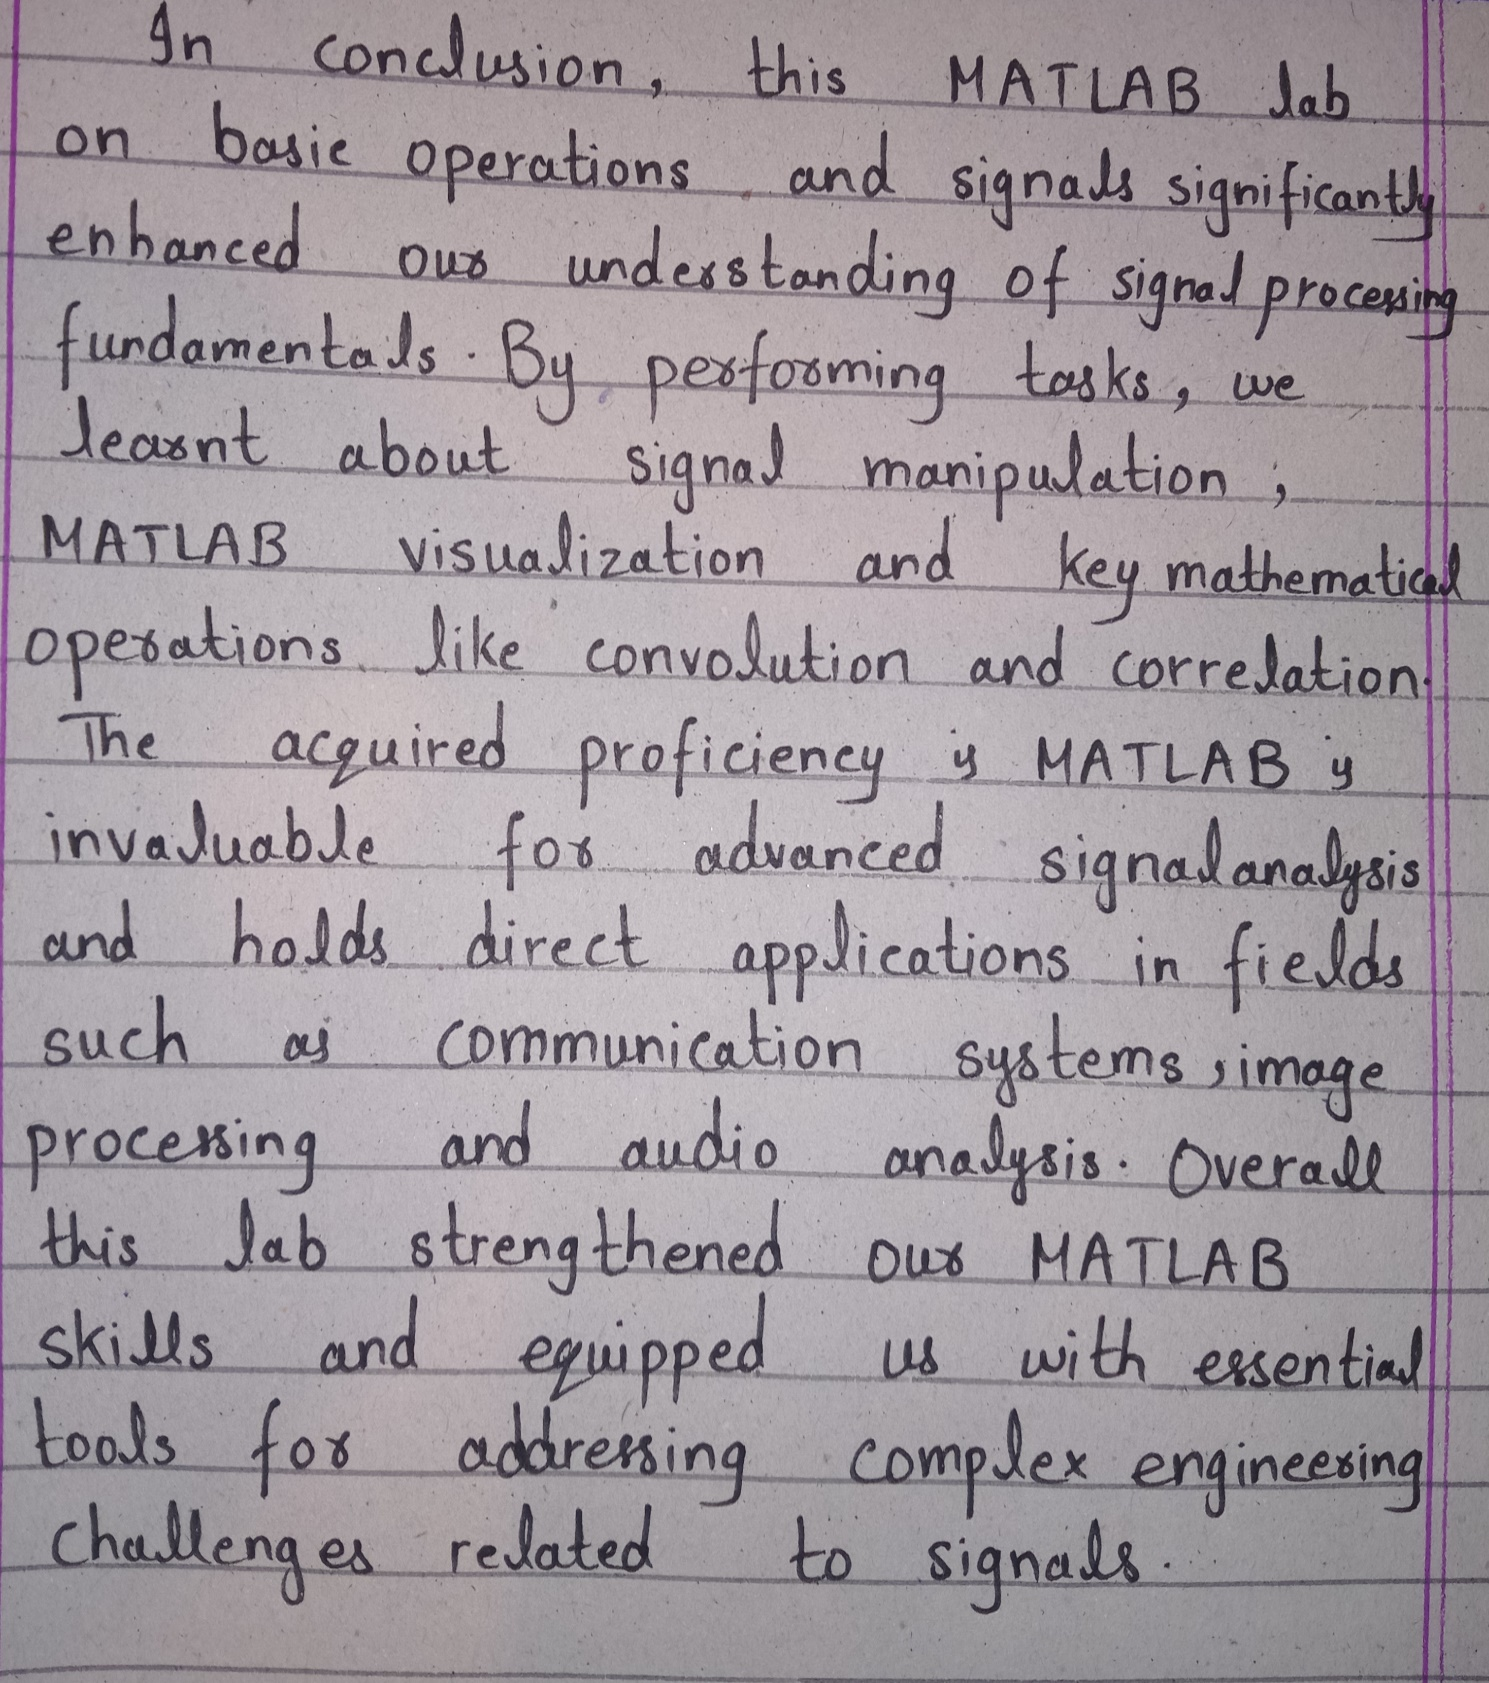 In conclusion, this MATLAB lab
on basic operations and signals significantly
enhanced our understanding of signal processing
fundamentals. By performing tasks, we
learnt about signal manipulation,
MATLAB visualization and key mathematical
operations like convolution and correlation.
The acquired proficiency is MATLAB is
invaluable for advanced signal analysis
and holds direct applications in fields
such as communication systems, image
processing and audio analysis. Overall
this lab strengthened our MATLAB
skills and equipped us with essential
tools for addressing complex engineering
challenges related to signals.